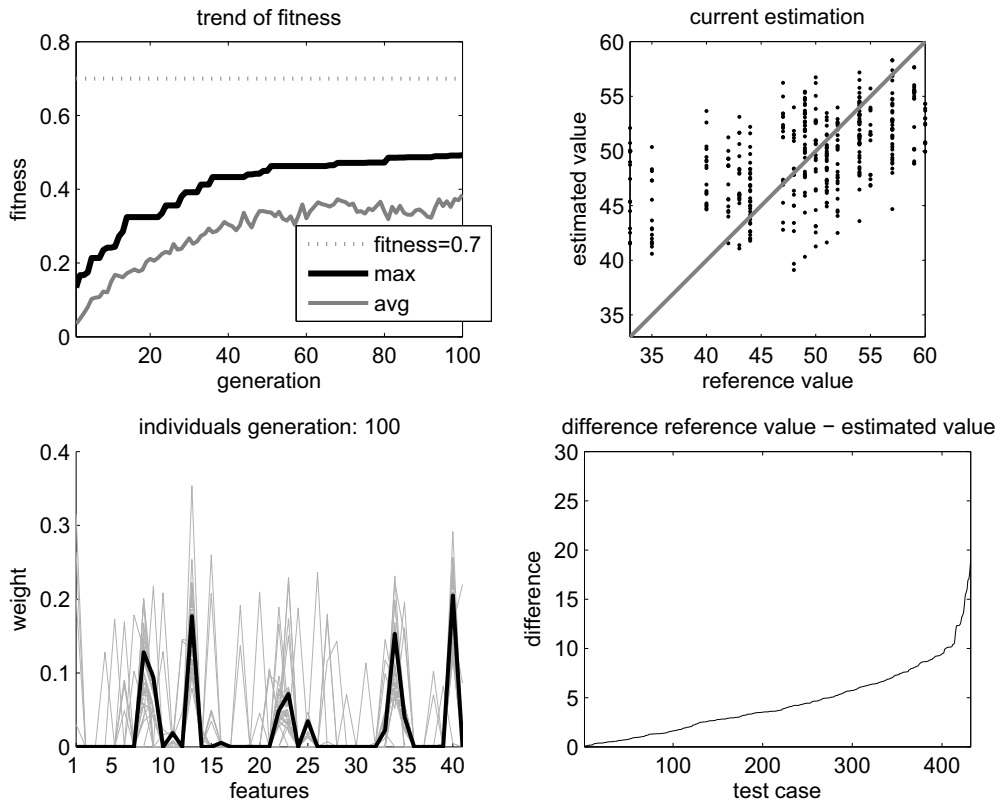 trend of fitness
0.8
0.6
0.4
0.2
0
fitness
20 40 60 80 100
generation
fitness=0.7
max
avg
current estimation
60
55
50
45
40
35
estimated value
35 40 45 50 55 60
reference value
individuals generation: 100
0.4
0.3
0.2
0.1
0
weight
1 5 10 15 20 25 30 35 40
features
difference reference value − estimated value
30
25
20
15
10
5
0
difference
100 200 300 400
test case